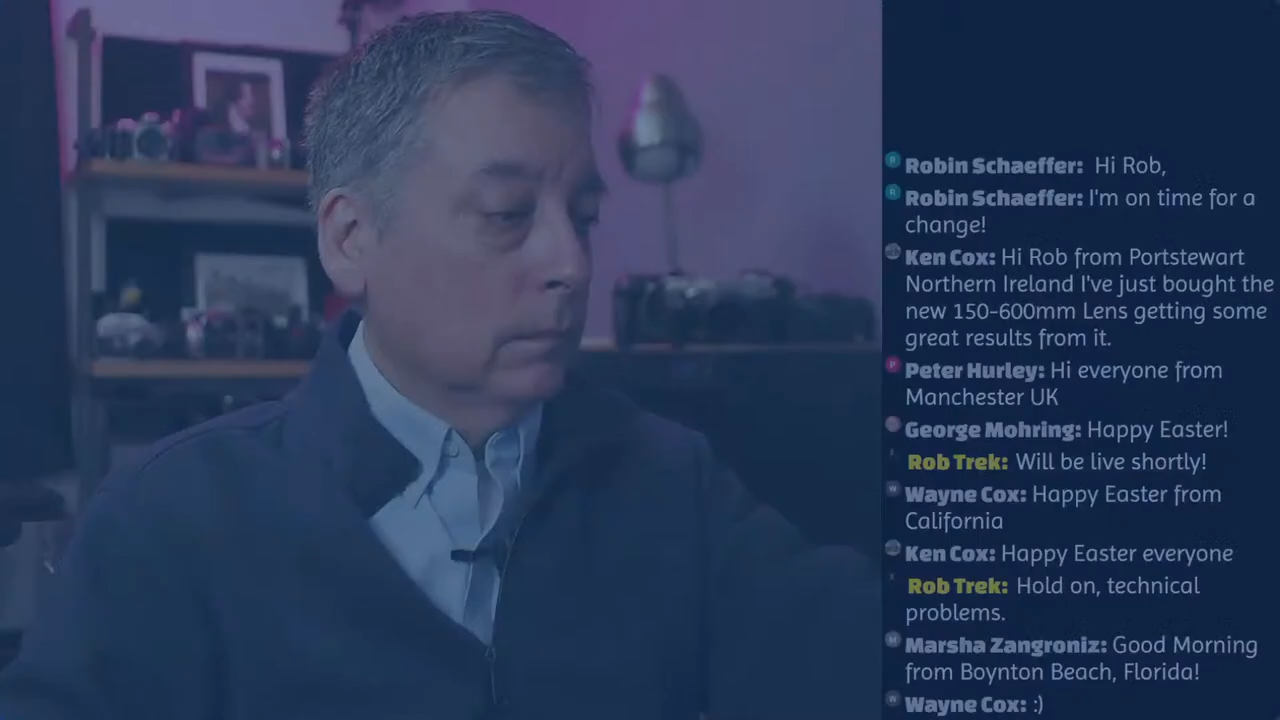 Robin Schaeffer: Hi Rob,
Robin Schaeffer: I'm on time for a
change!
Ken Cox: Hi Rob from Portstewart
Northern Ireland I've just bought the
new 150-600mm Lens getting some
great results from it.
Peter Hurley: Hi everyone from
Manchester UK
George Mohring: Happy Easter!
Rob Trek: Will be live shortly!
Wayne Cox: Happy Easter from
California
Ken Cox: Happy Easter everyone
Rob Trek: Hold on, technical
problems.
Marsha Zangroniz: Good Morning
from Boynton Beach, Florida!
Wayne Cox: :)